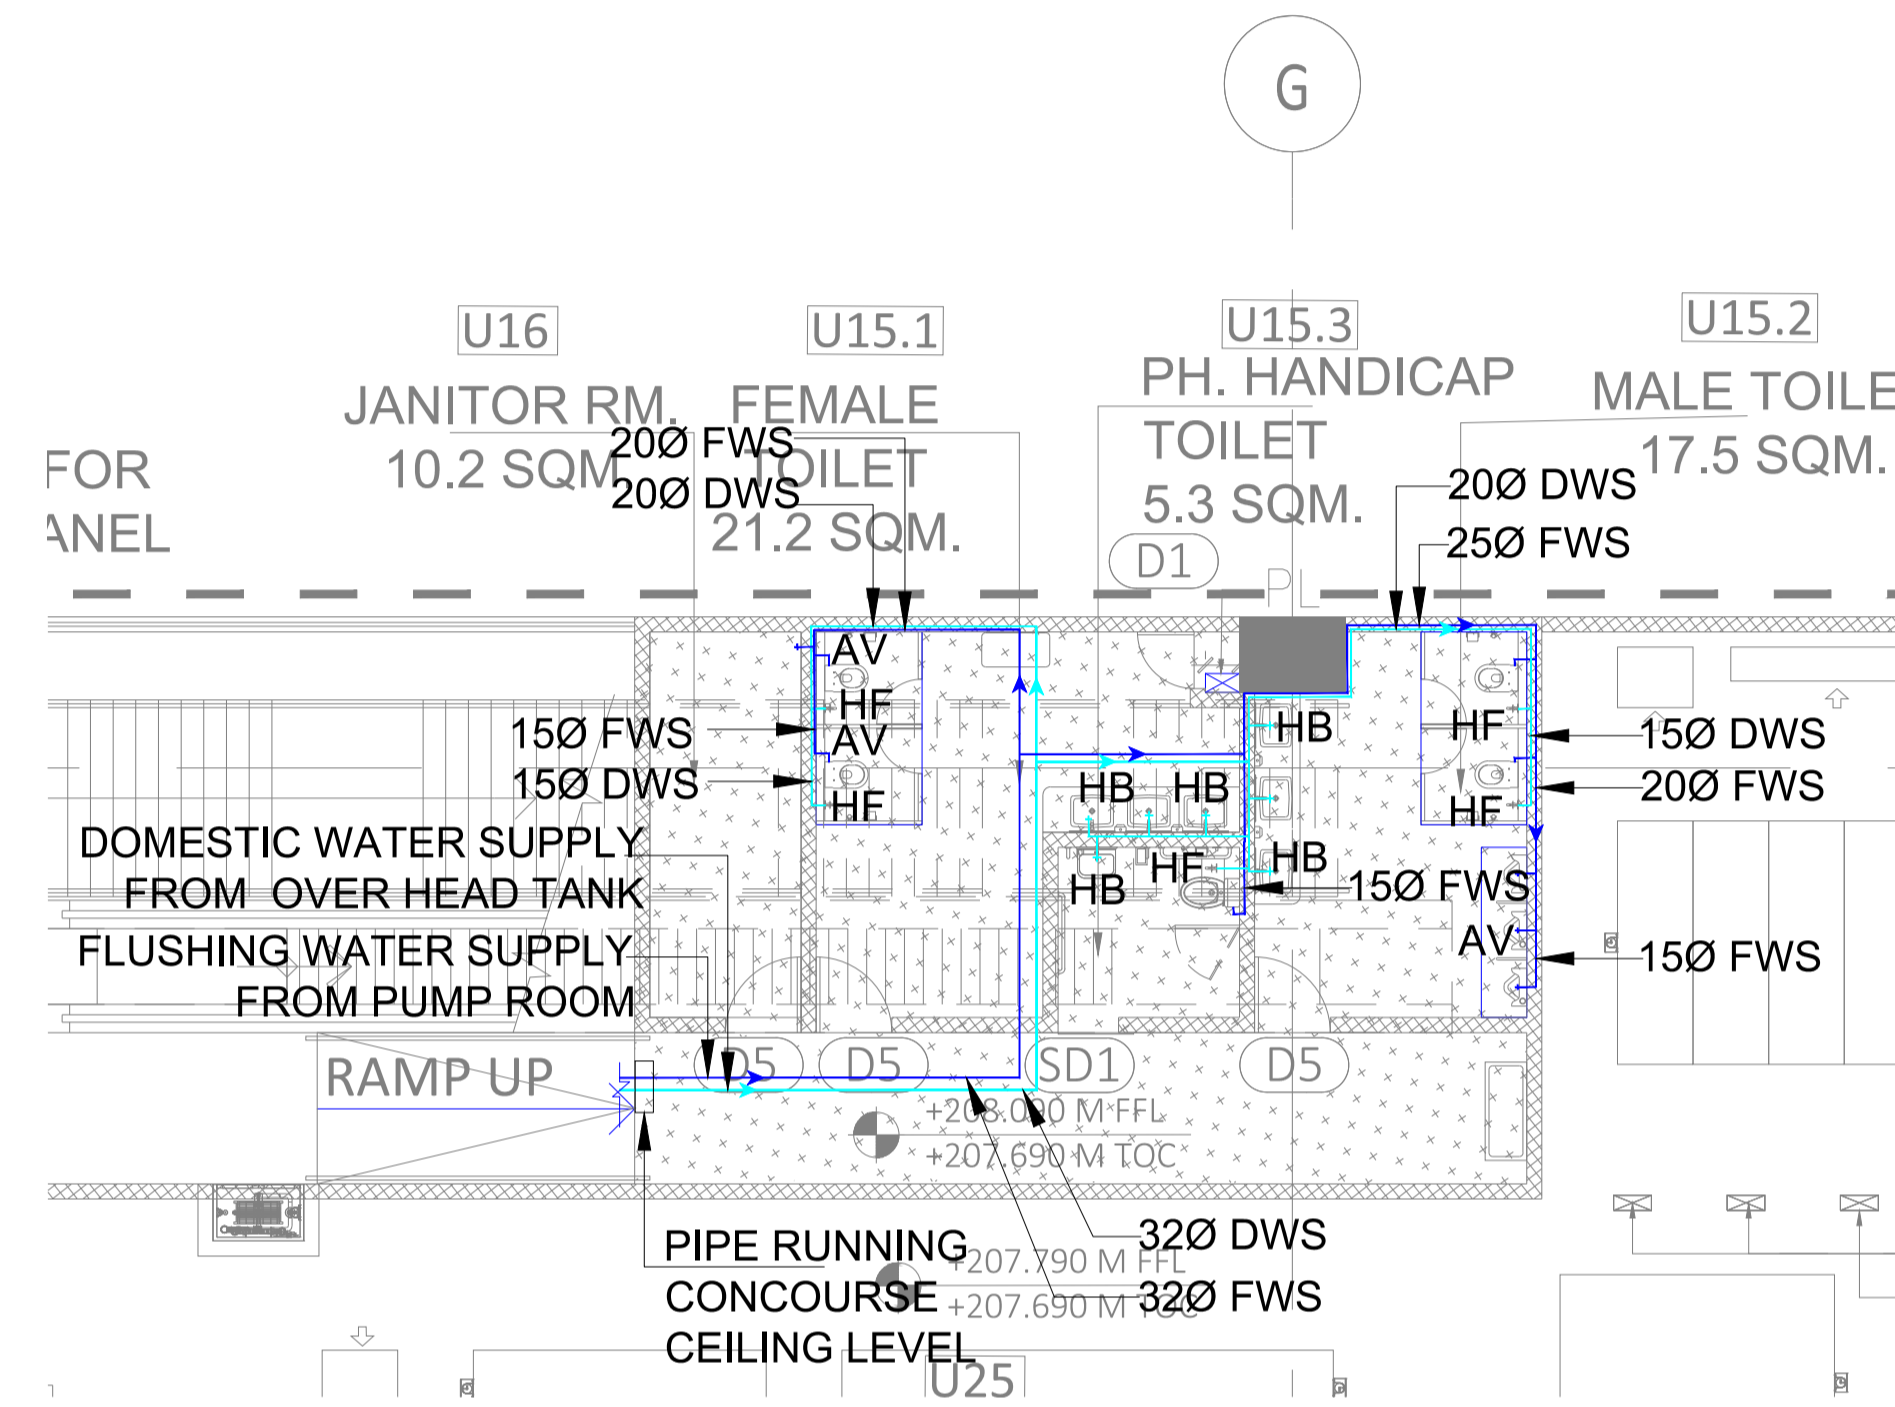 G
U16
U15.1
U15.3
U15.2
JANITOR RM.
10.2 SQM.
FEMALE
TOILET
21.2 SQM.
PH. HANDICAP
TOILET
5.3 SQM.
MALE TOILE
17.5 SQM.
FOR
ANEL
20Ø FWS
20Ø DWS
20Ø DWS
25Ø FWS
D1
PL
AV
HF
AV
HF
15Ø FWS
15Ø DWS
HB
HB
HB
HF
HB
HB
HF
HF
15Ø DWS
20Ø FWS
15Ø FWS
AV
15Ø FWS
DOMESTIC WATER SUPPLY
FROM OVER HEAD TANK
FLUSHING WATER SUPPLY
FROM PUMP ROOM
RAMP UP
D5
D5
SD1
D5
+208.090 M FFL
+207.690 M TOC
PIPE RUNNING
CONCOURSE
CEILING LEVEL
32Ø DWS
32Ø FWS
+207.790 M FFL
+207.690 M TOC
U25